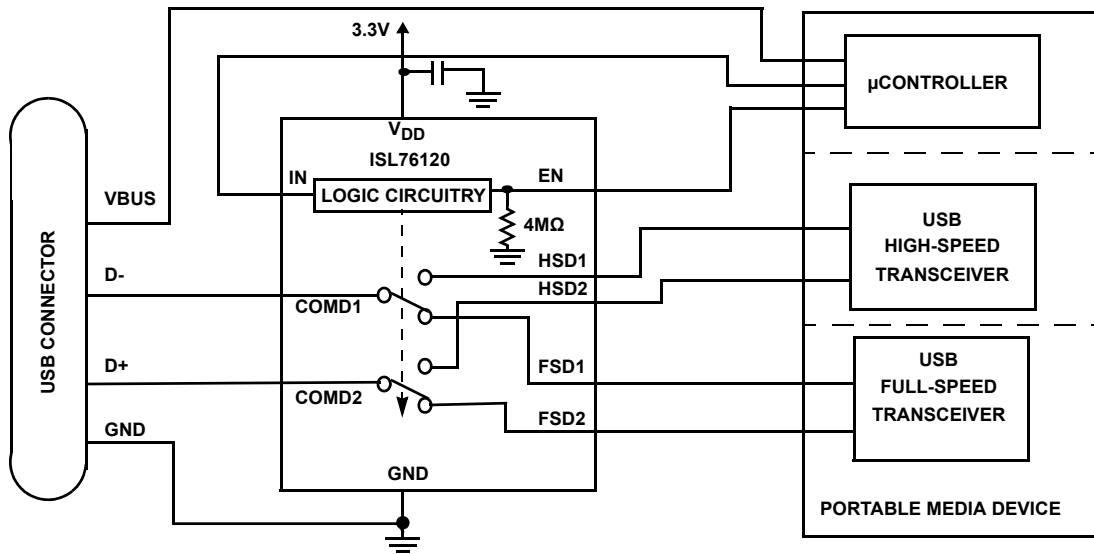 3.3V
µCONTROLLER
VDD
ISL76120
IN
LOGIC CIRCUITRY
EN
4MΩ
USB CONNECTOR
VBUS
D-
D+
GND
COMD1
COMD2
HSD1
HSD2
FSD1
FSD2
GND
USB
HIGH-SPEED
TRANSCEIVER
USB
FULL-SPEED
TRANSCEIVER
PORTABLE MEDIA DEVICE